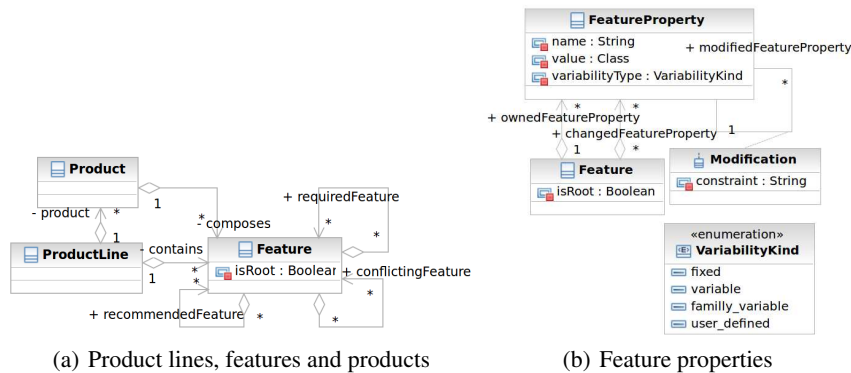 Product
- product
*
1
1
*
- composes
ProductLine
- contains
1
*
*
Feature
isRoot : Boolear
+ requiredFeature
*
*
+ conflictingFeature
*
*
+ recommendedFeature
*
(a) Product lines, features and products
FeatureProperty
name : String
value : Class
variabilityType : VariabilityKind
+ modifiedFeatureProperty
*
1
*
*
+ ownedFeatureProperty
+ changedFeatureProperty
1
*
Feature
isRoot : Boolean
Modification
constraint : String
«enumeration»
VariabilityKind
fixed
variable
familly_variable
user_defined
(b) Feature properties